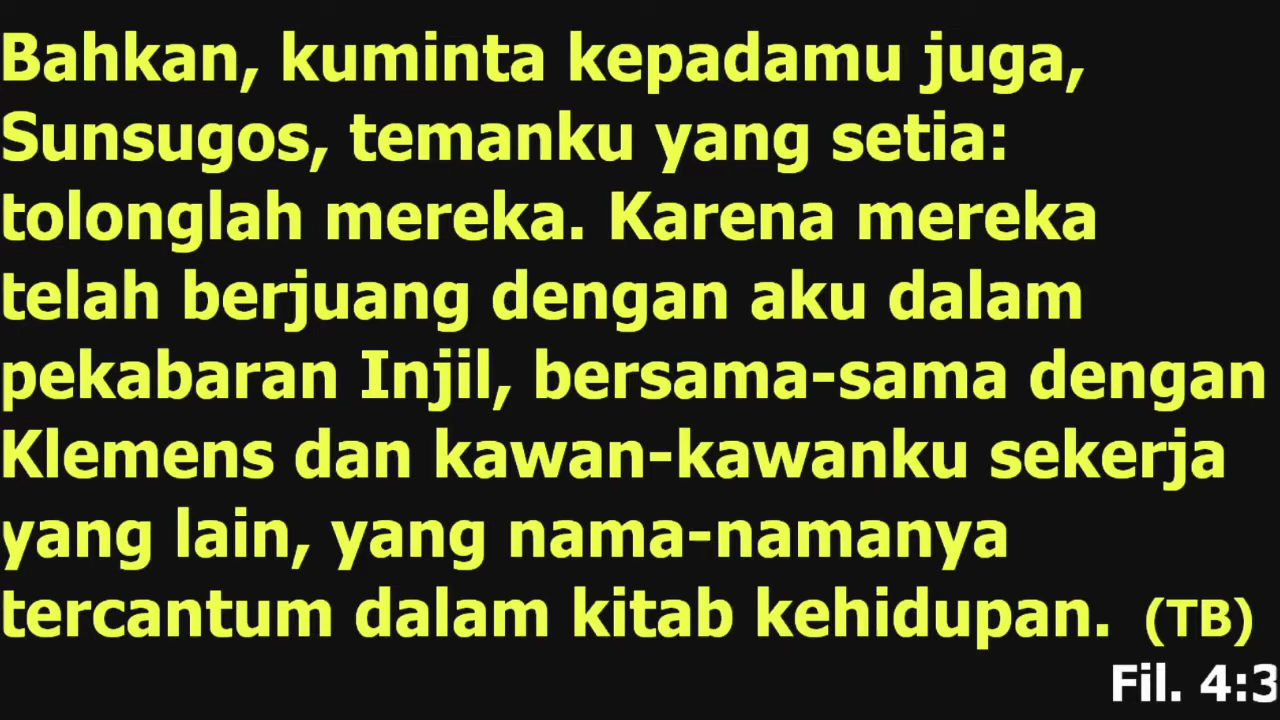 Bahkan, kuminta kepadamu juga,
Sunsugos, temanku yang setia:
tolonglah mereka. Karena mereka
telah berjuang dengan aku dalam
pekabaran Injil, bersama-sama dengan
Klemens dan kawan-kawanku sekerja
yang lain, yang nama-namanya
tercantum dalam kitab kehidupan. (TB)
Fil. 4:3